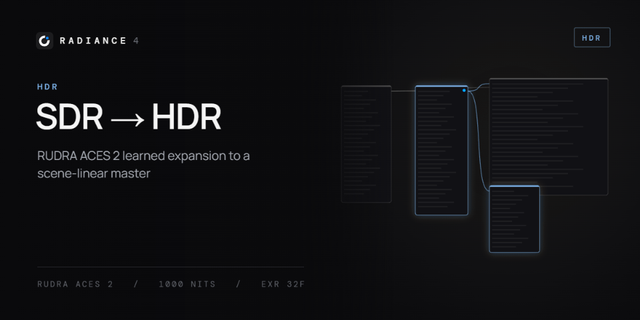 RADIANCE 4
HDR
HDR
SDR → HDR
RUDRA ACES 2 learned expansion to a
scene-linear master
RUDRA ACES 2 / 1000 NITS / EXR 32F